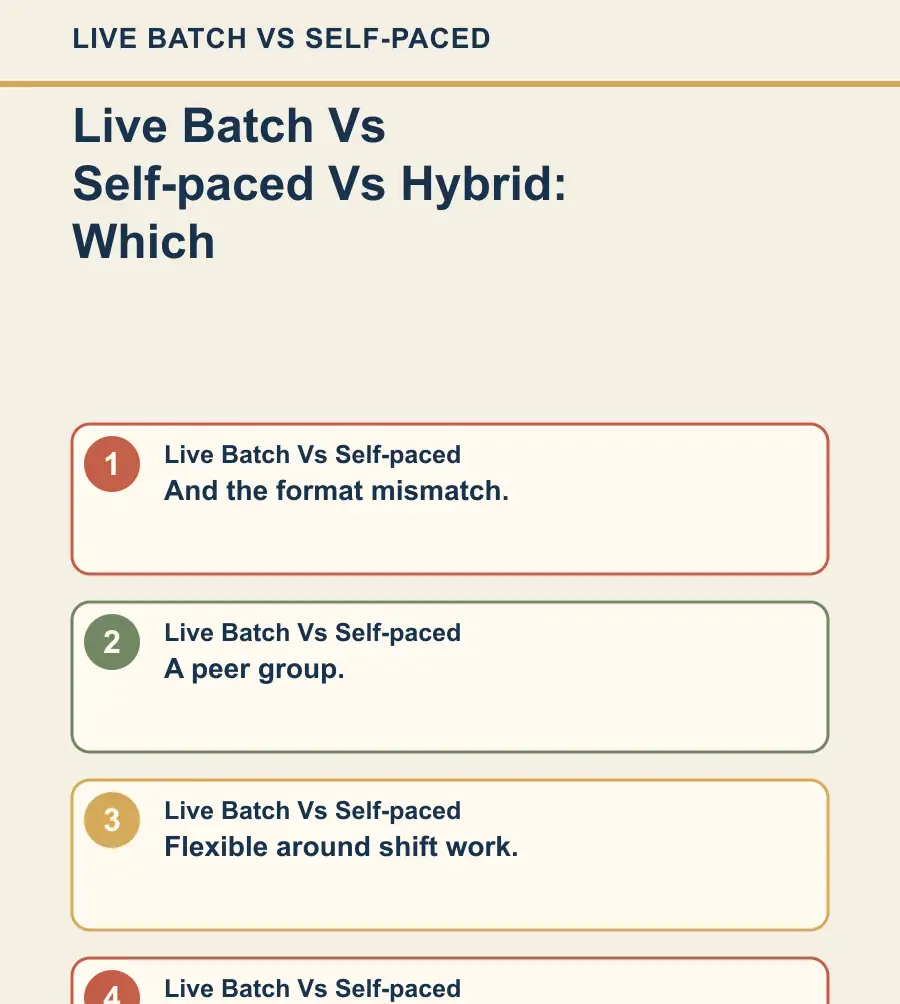 LIVE BATCH VS SELF-PACED
Live Batch Vs
Self-paced Vs Hybrid:
Which
1
Live Batch Vs Self-paced
And the format mismatch.
2
Live Batch Vs Self-paced
A peer group.
3
Live Batch Vs Self-paced
Flexible around shift work.
4
Live Batch Vs Self-paced